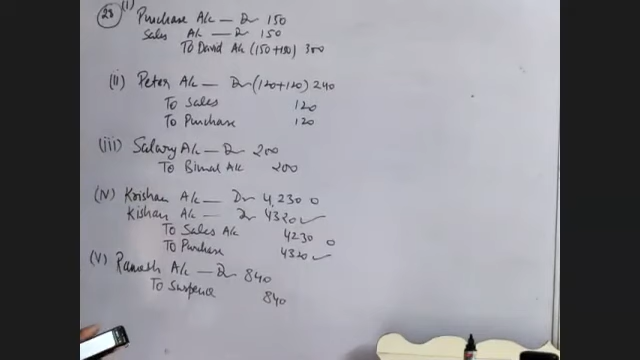 28 (i) Purchase A/c — Dr 150
Sales A/c — Dr 150
To David A/c (150+150) 300
(ii) Peter A/c — Dr (120+120) 240
To Sales 120
To Purchase 120
(iii) Salary A/c — Dr 200
To Bimal A/c 200
(iv) Krishan A/c — Dr 4,230
Kishan A/c — Dr 4320 ✓
To Sales A/c 4230
To Purchase 4320 ✓
(v) Ramesh A/c — Dr 840
To Suspense 840